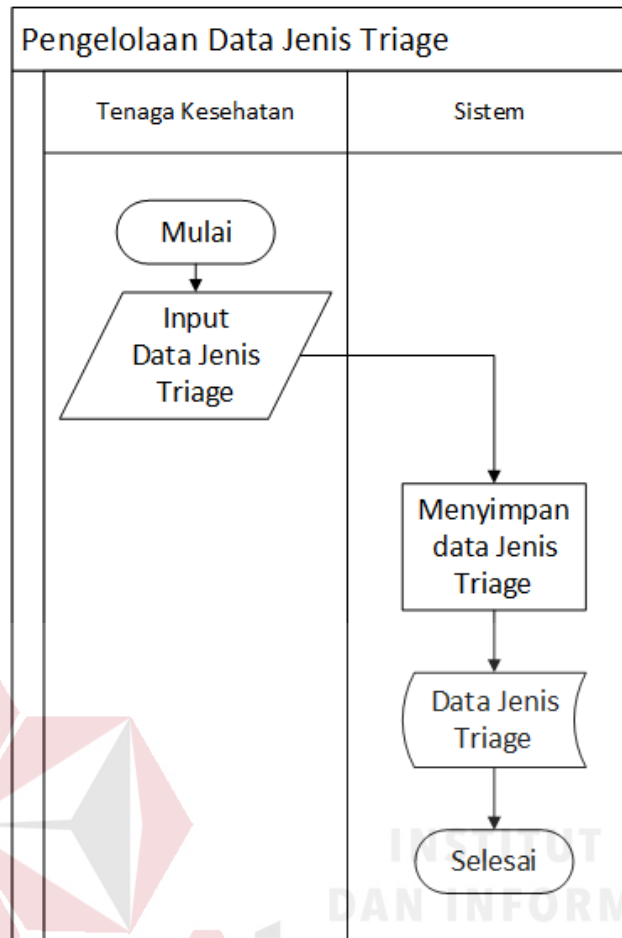 Pengelolaan Data Jenis Triage
Tenaga Kesehatan
Sistem
Mulai
Input
Data Jenis
Triage
Menyimpan
data Jenis
Triage
Data Jenis
Triage
Selesai
INSTITUT
DAN INFORM